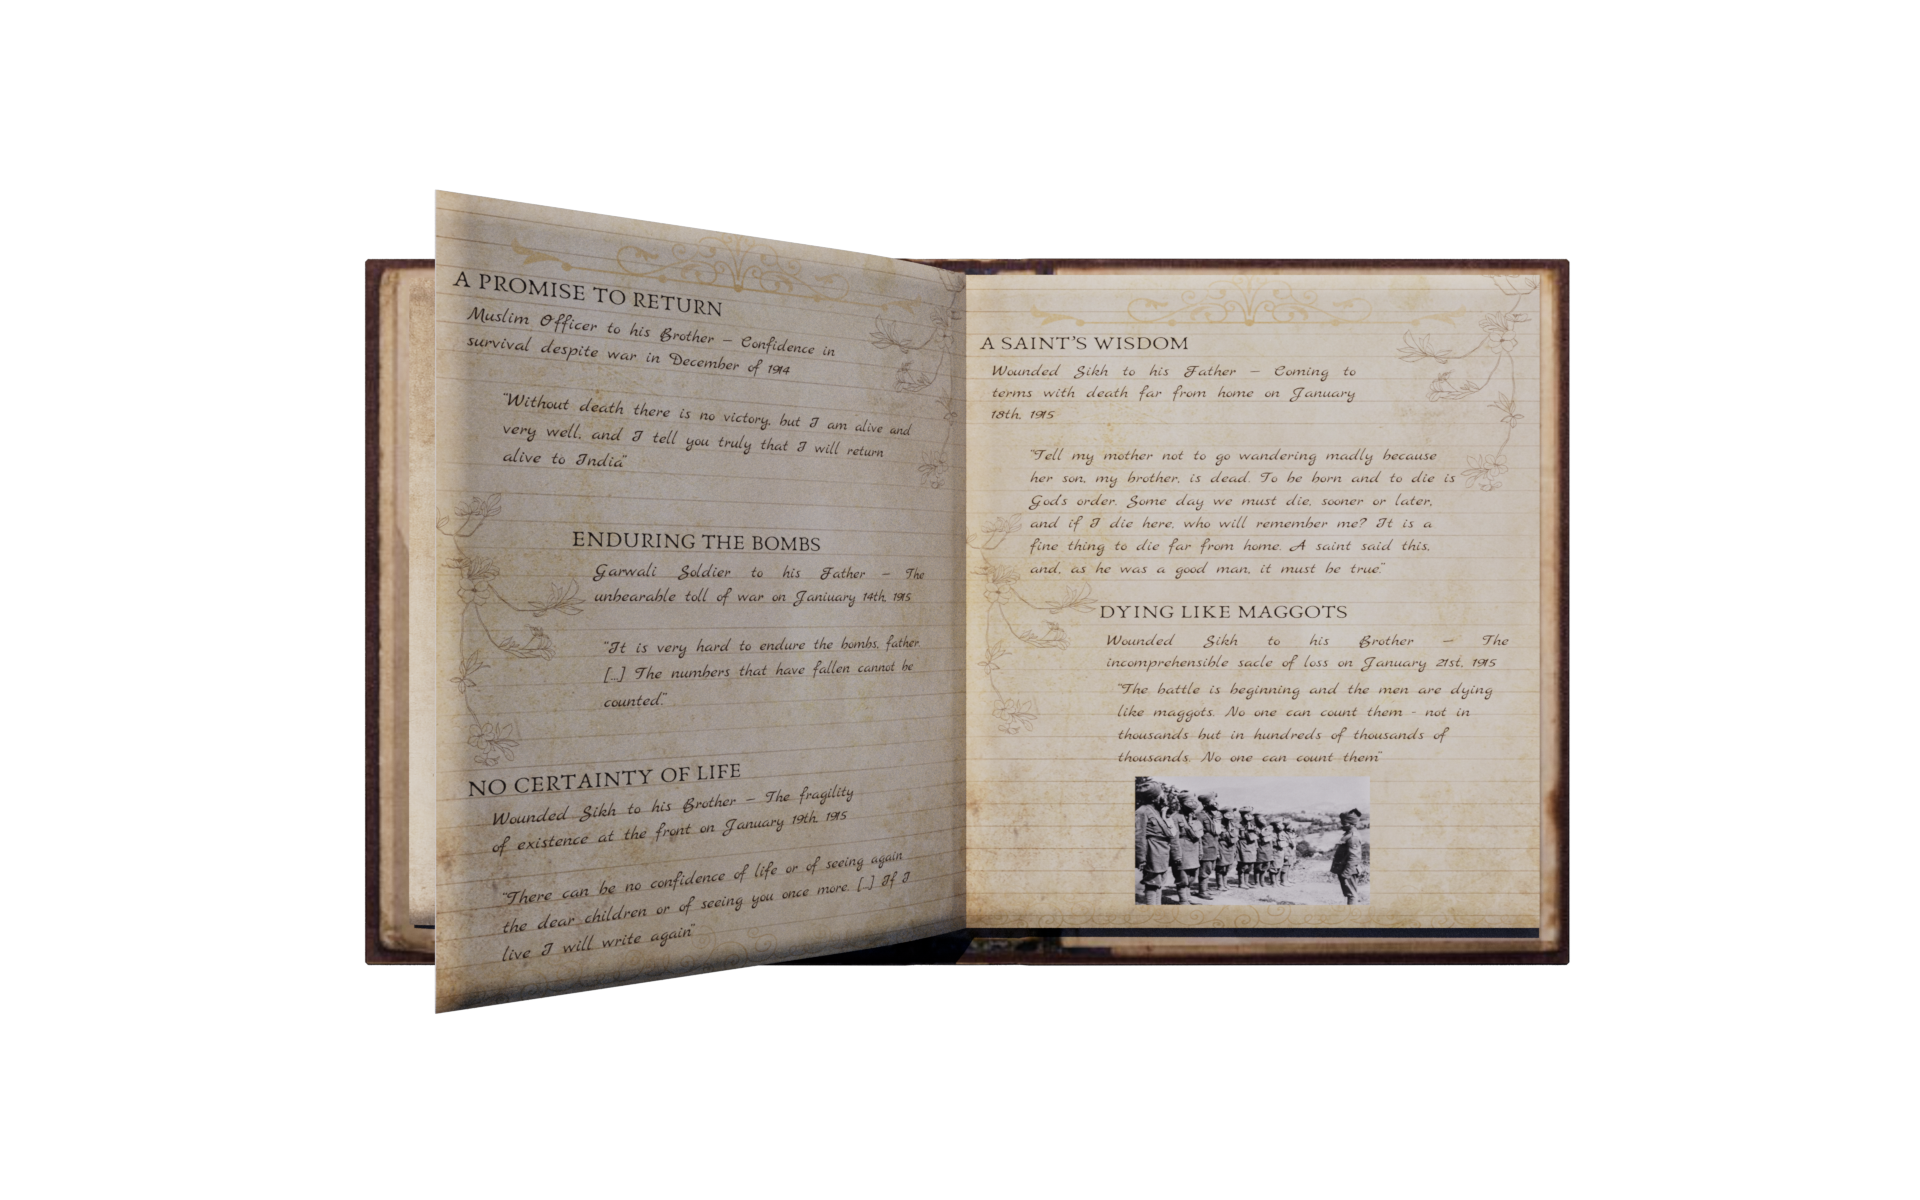 A PROMISE TO RETURN
Muslim Officer to his Brother – Confidence in
survival despite war in December of 1914
"Without death there is no victory, but I am alive and
very well, and I tell you truly that I will return
alive to India"
ENDURING THE BOMBS
Garwali Soldier to his Father – The
unbearable toll of war on Janiuary 14th, 1915
"It is very hard to endure the bombs, father.
[...] The numbers that have fallen cannot be
counted."
NO CERTAINTY OF LIFE
Wounded Sikh to his Brother – The fragility
of existence at the front on January 19th, 1915
"There can be no confidence of life or of seeing again
the dear children or of seeing you once more. [...] If I
live I will write again"
A SAINT'S WISDOM
Wounded Sikh to his Father – Coming to
terms with death far from home on January
18th, 1915
"Tell my mother not to go wandering madly because
her son, my brother, is dead. To be born and to die is
God's order. Some day we must die, sooner or later,
and if I die here, who will remember me? It is a
fine thing to die far from home. A saint said this,
and, as he was a good man, it must be true."
DYING LIKE MAGGOTS
Wounded Sikh to his Brother – The
incomprehensible sacle of loss on January 21st, 1915
"The battle is beginning and the men are dying
like maggots. No one can count them - not in
thousands but in hundreds of thousands of
thousands. No one can count them"